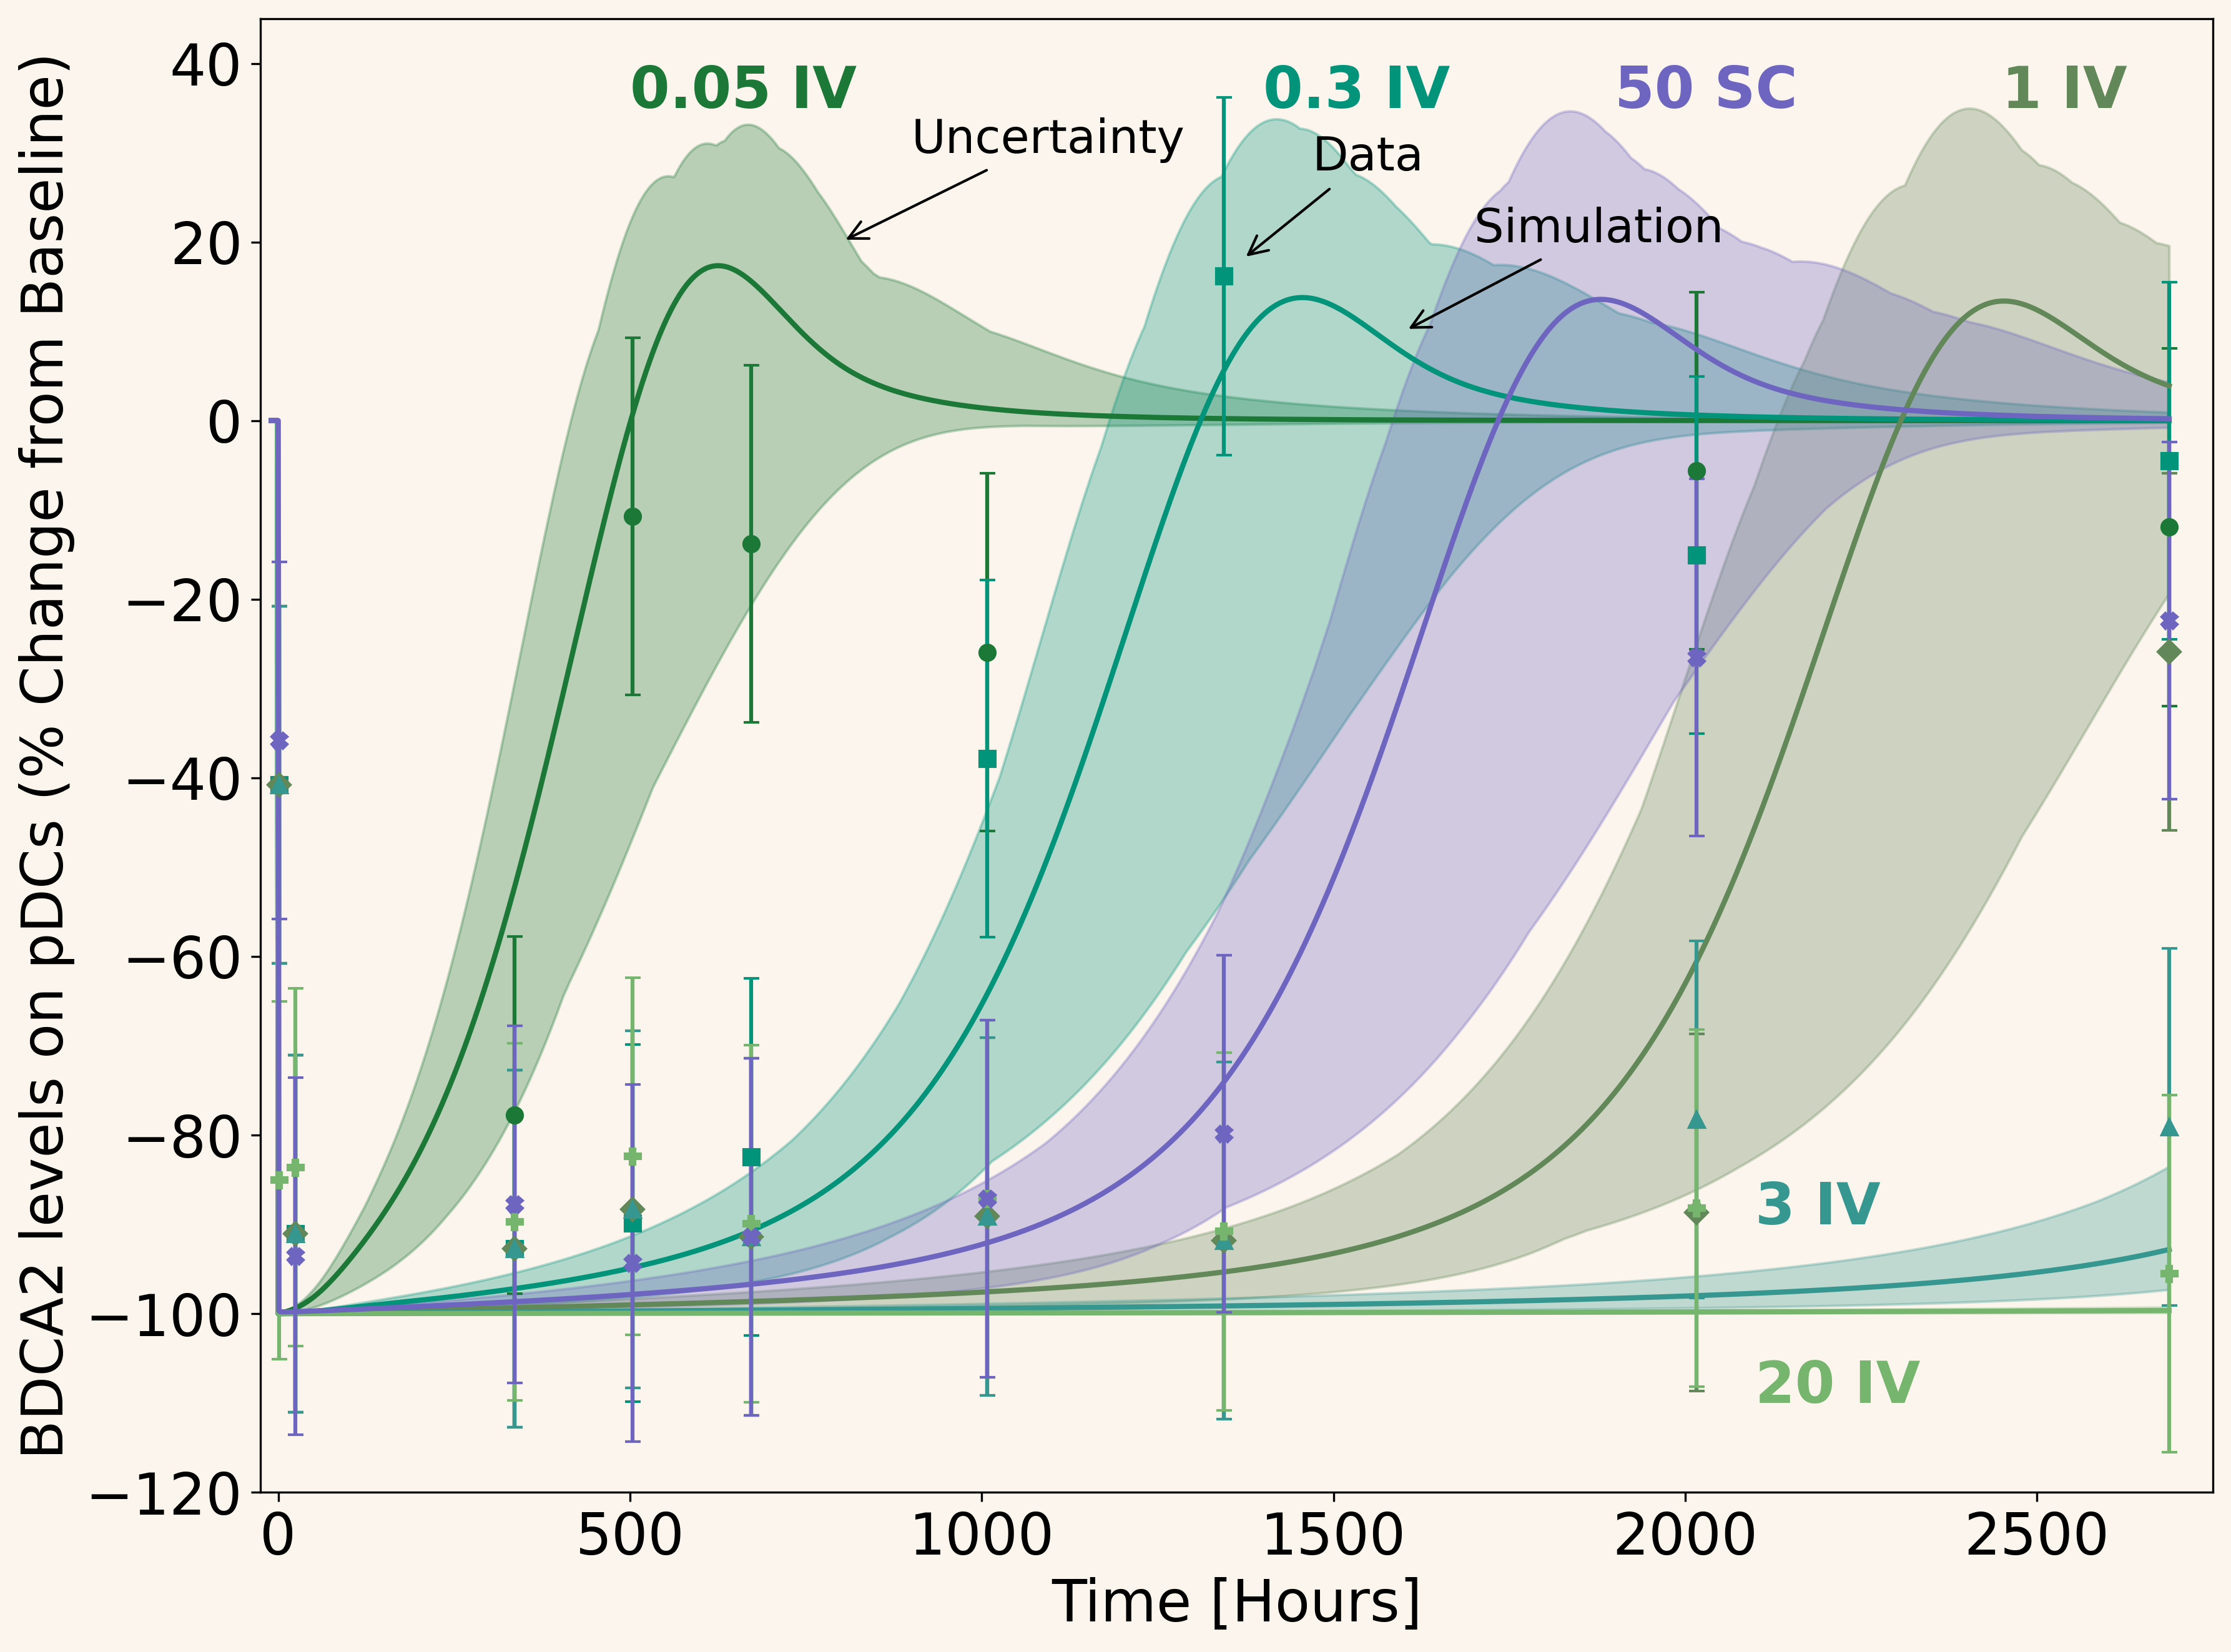 BDCA2 levels on pDCs (% Change from Baseline)
40
20
0
−20
−40
−60
−80
−100
−120
0.05 IV
0.3 IV
50 SC
1 IV
Uncertainty
Data
Simulation
3 IV
20 IV
0
500
1000
1500
2000
2500
Time [Hours]